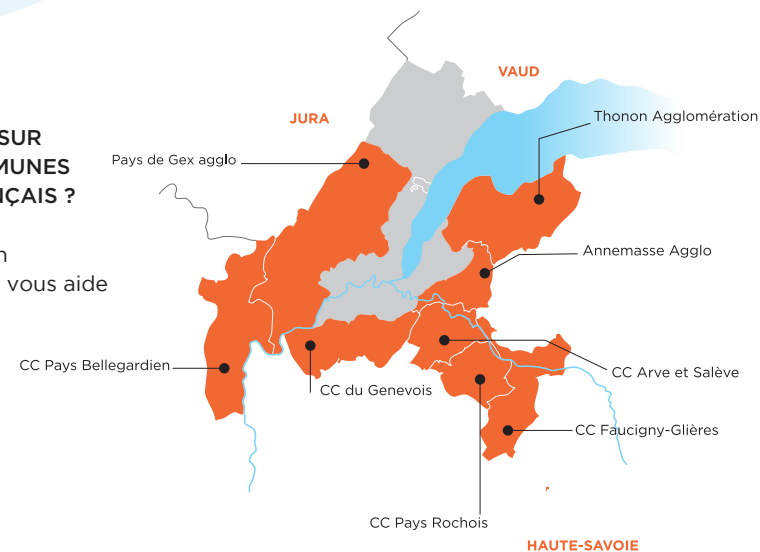 SUR
MUNES
NÇAIS ?
n
vous aide
VAUD
JURA
Thonon Agglomération
Pays de Gex agglo
Annemasse Agglo
CC Pays Bellegardien
CC du Genevois
CC Arve et Salève
CC Faucigny-Glières
CC Pays Rochois
HAUTE-SAVOIE